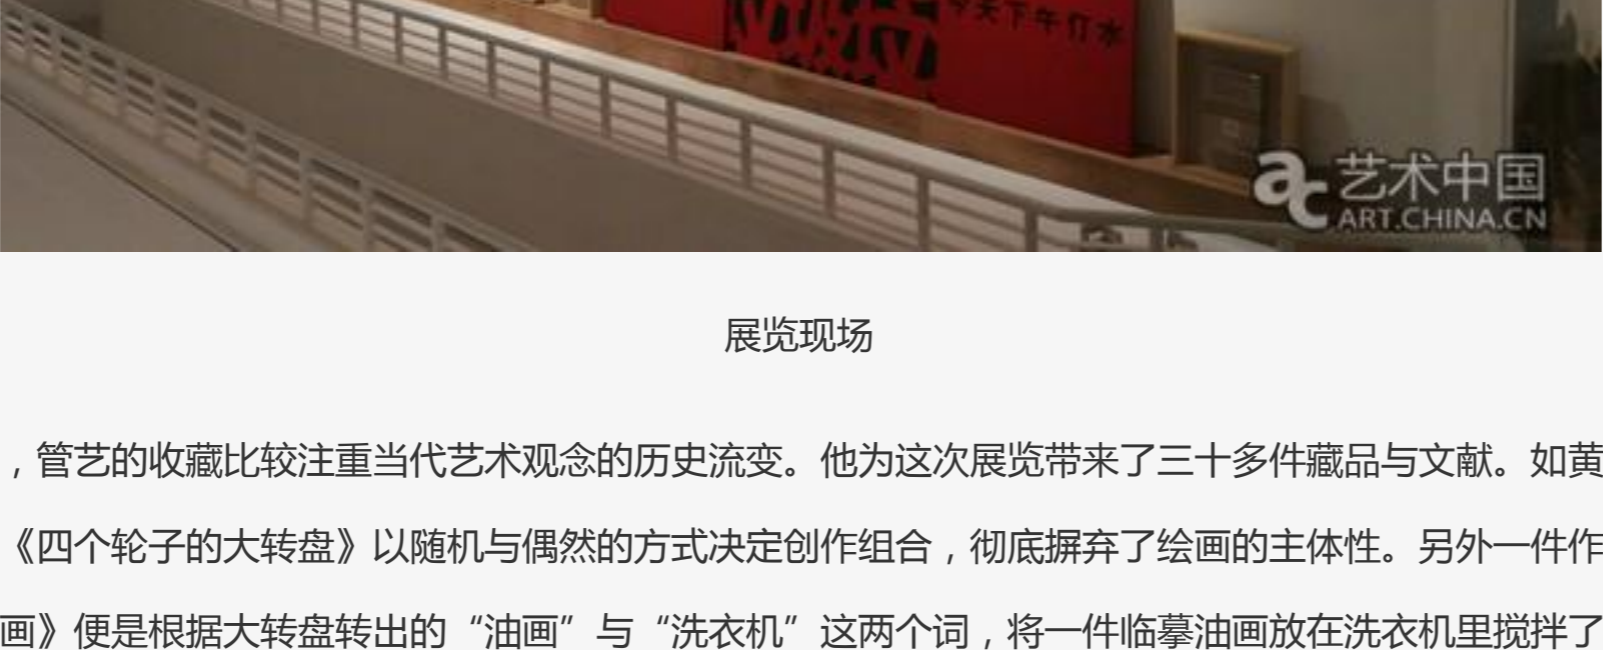 今天下午停水
艺术中国
ART.CHINA.CN
展览现场
，管艺的收藏比较注重当代艺术观念的历史流变。他为这次展览带来了三十多件藏品与文献。如黄
《四个轮子的大转盘》以随机与偶然的方式决定创作组合，彻底摒弃了绘画的主体性。另外一件作
画》便是根据大转盘转出的“油画”与“洗衣机”这两个词，将一件临摹油画放在洗衣机里搅拌了